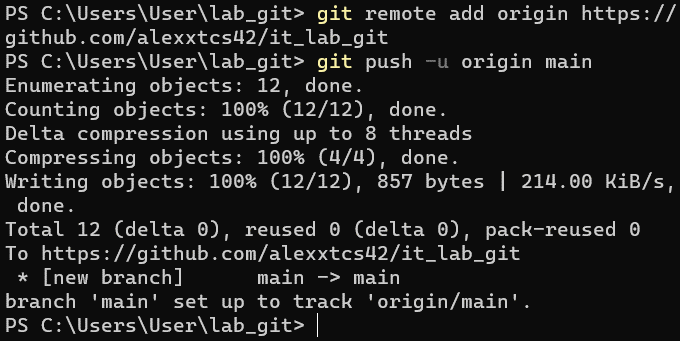 PS C:\Users\User\lab_git> git remote add origin https://
github.com/alexxtcs42/it_lab_git
PS C:\Users\User\lab_git> git push -u origin main
Enumerating objects: 12, done.
Counting objects: 100% (12/12), done.
Delta compression using up to 8 threads
Compressing objects: 100% (4/4), done.
Writing objects: 100% (12/12), 857 bytes | 214.00 KiB/s,
 done.
Total 12 (delta 0), reused 0 (delta 0), pack-reused 0
To https://github.com/alexxtcs42/it_lab_git
 * [new branch]      main -> main
branch 'main' set up to track 'origin/main'.
PS C:\Users\User\lab_git>